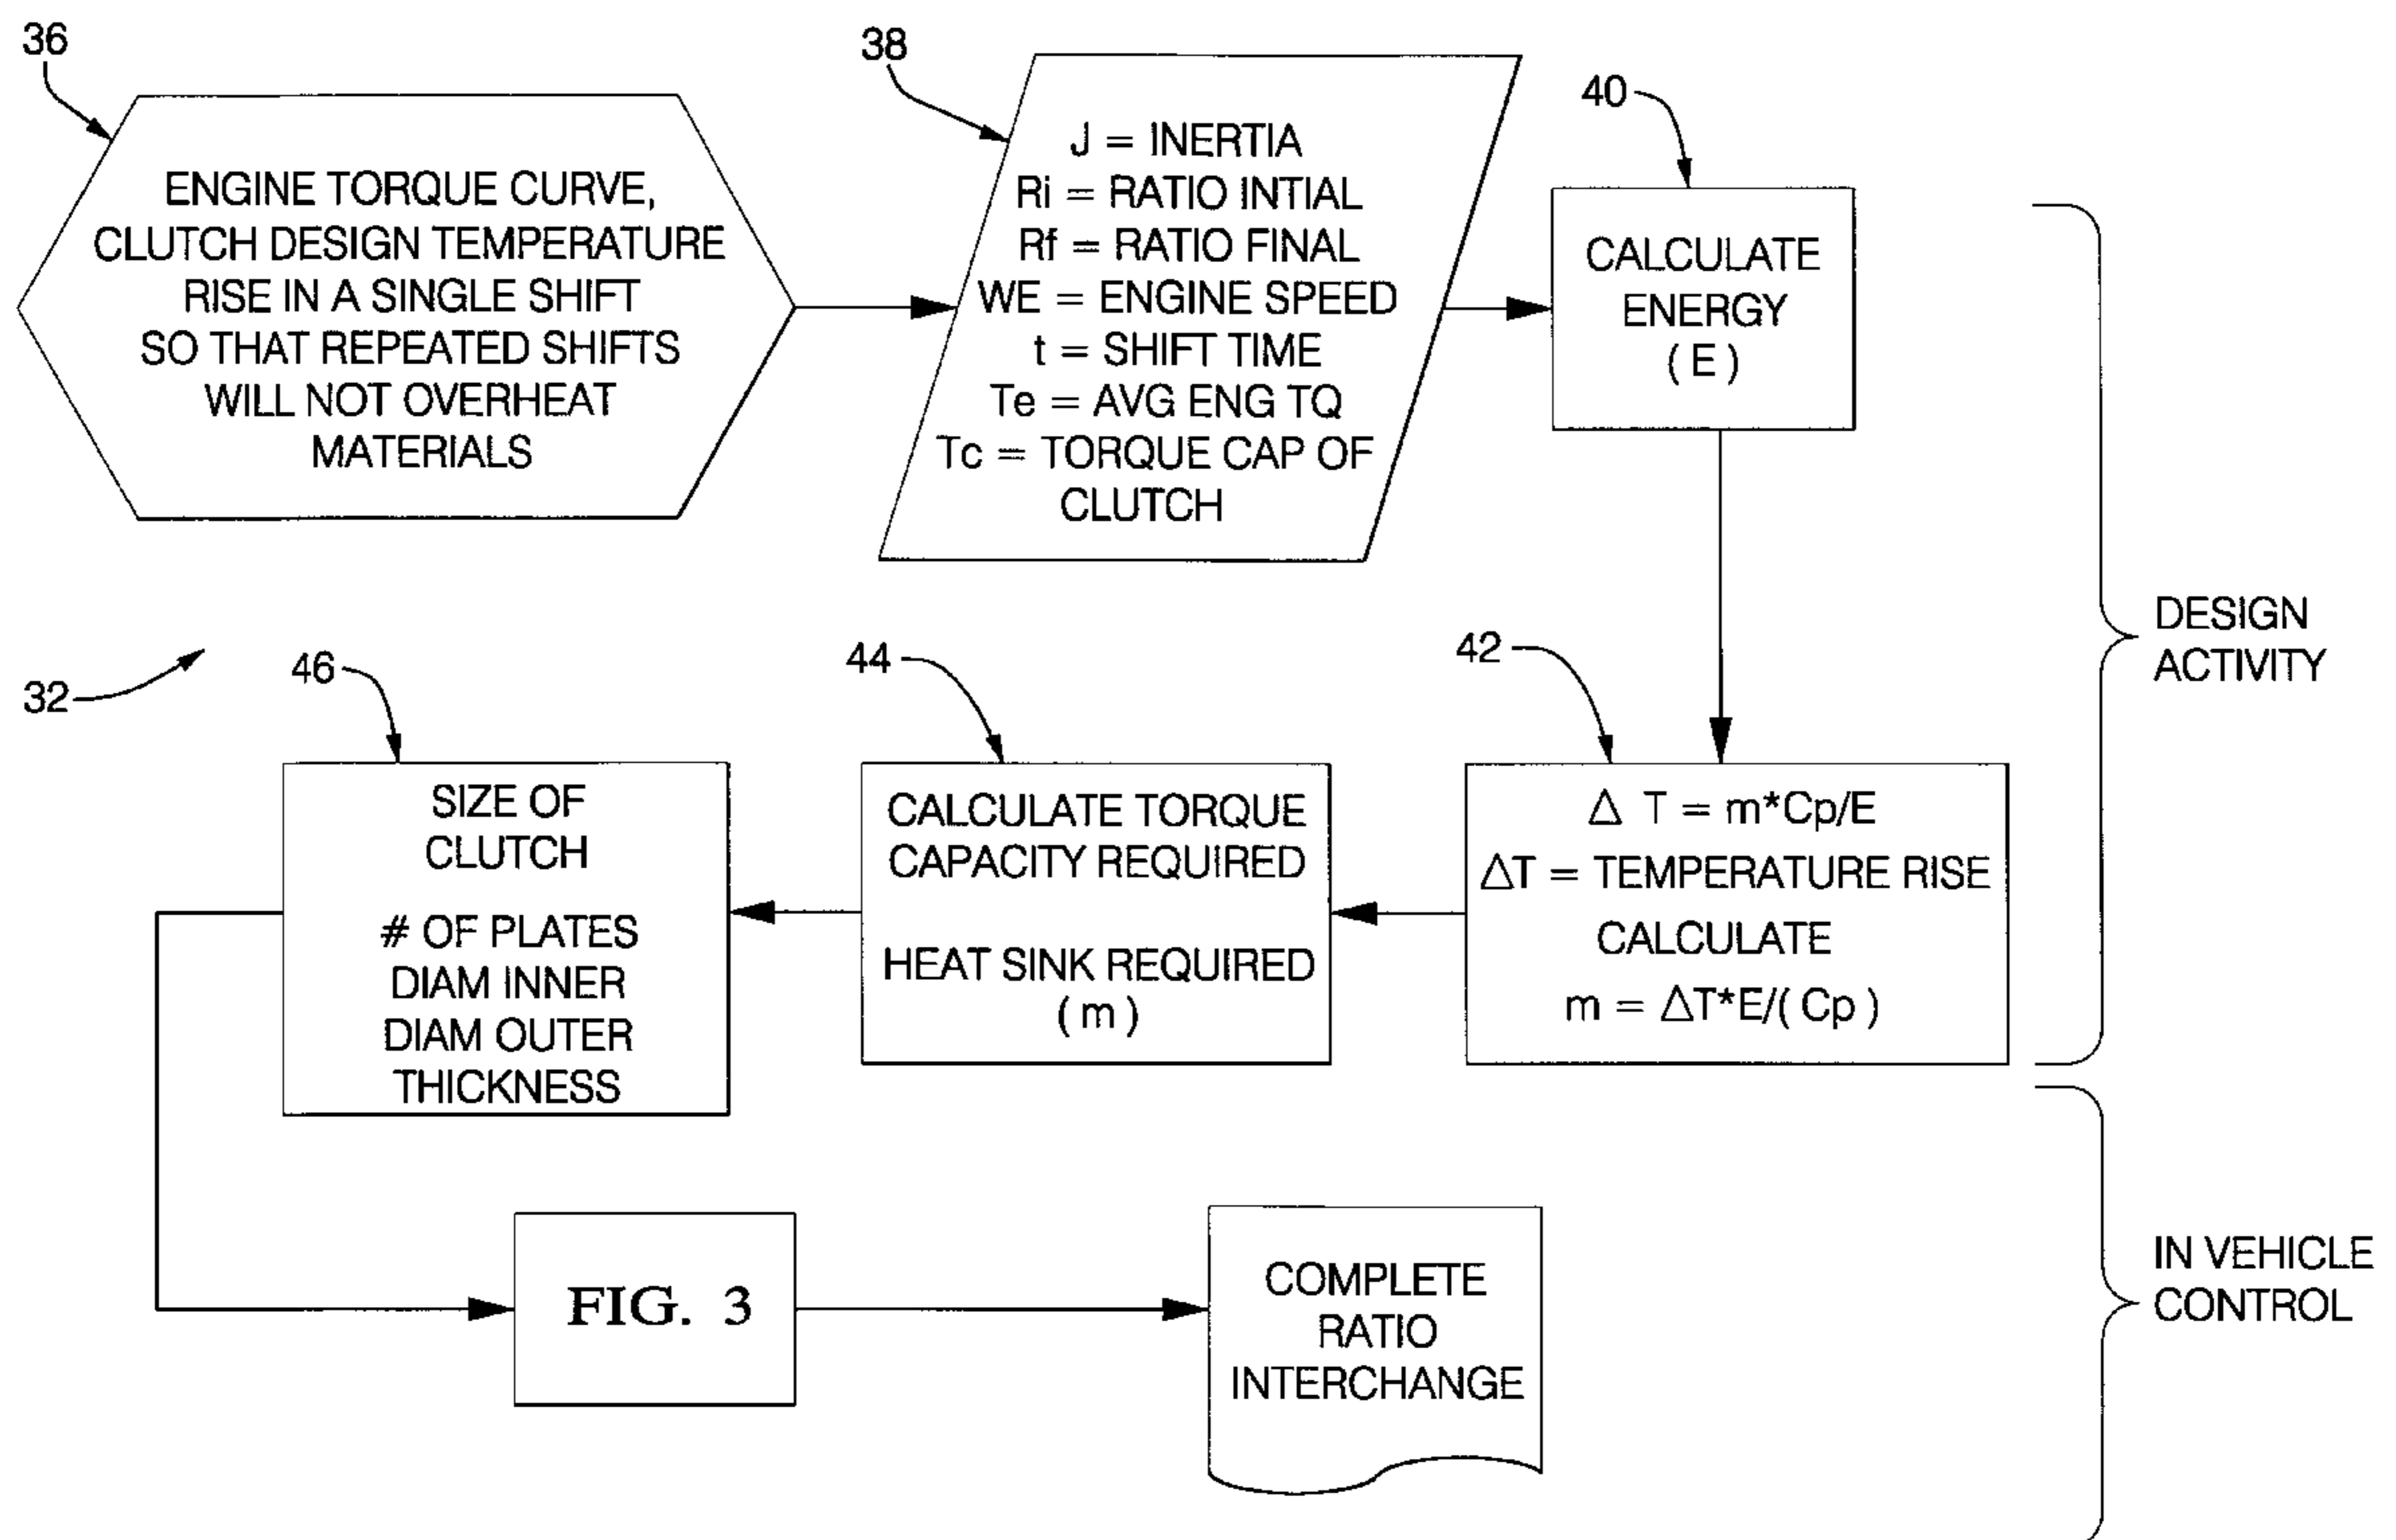 36
ENGINE TORQUE CURVE,
CLUTCH DESIGN TEMPERATURE
RISE IN A SINGLE SHIFT
SO THAT REPEATED SHIFTS
WILL NOT OVERHEAT
MATERIALS
38
J = INERTIA
Ri = RATIO INTIAL
Rf = RATIO FINAL
WE = ENGINE SPEED
t = SHIFT TIME
Te = AVG ENG TQ
Tc = TORQUE CAP OF
CLUTCH
40
CALCULATE
ENERGY
( E )
DESIGN
ACTIVITY
32
42
Δ T = m*Cp/E
ΔT = TEMPERATURE RISE
CALCULATE
m = ΔT*E/( Cp )
44
CALCULATE TORQUE
CAPACITY REQUIRED
HEAT SINK REQUIRED
( m )
46
SIZE OF
CLUTCH
# OF PLATES
DIAM INNER
DIAM OUTER
THICKNESS
FIG. 3
COMPLETE
RATIO
INTERCHANGE
IN VEHICLE
CONTROL